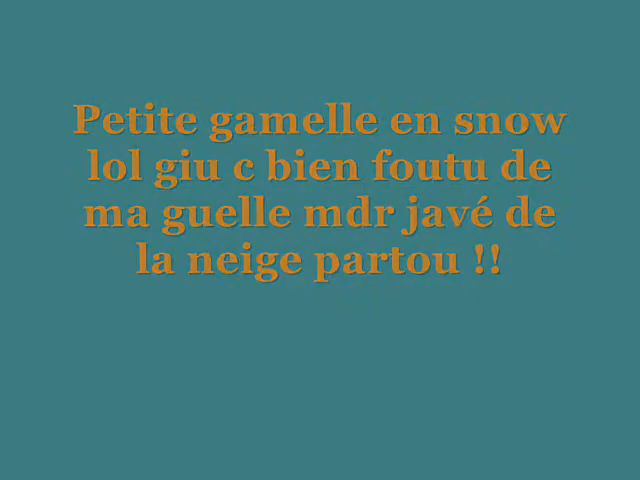 Petite gamelle en snow
lol giu c bien foutu de
ma guelle mdr javé de
la neige partou !!